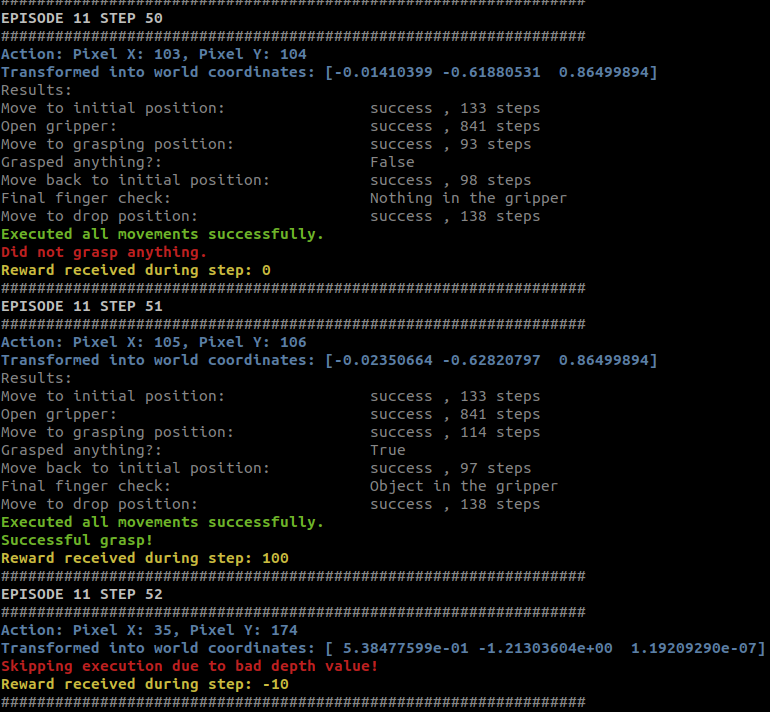 #################################################################
EPISODE 11 STEP 50
#################################################################
Action: Pixel X: 103, Pixel Y: 104
Transformed into world coordinates: [-0.01410399 -0.61880531  0.86499894]
Results:
Move to initial position:                success , 133 steps
Open gripper:                            success , 841 steps
Move to grasping position:               success , 93 steps
Grasped anything?:                       False
Move back to initial position:           success , 98 steps
Final finger check:                      Nothing in the gripper
Move to drop position:                   success , 138 steps
Executed all movements successfully.
Did not grasp anything.
Reward received during step: 0
#################################################################
EPISODE 11 STEP 51
#################################################################
Action: Pixel X: 105, Pixel Y: 106
Transformed into world coordinates: [-0.02350664 -0.62820797  0.86499894]
Results:
Move to initial position:                success , 133 steps
Open gripper:                            success , 841 steps
Move to grasping position:               success , 114 steps
Grasped anything?:                       True
Move back to initial position:           success , 97 steps
Final finger check:                      Object in the gripper
Move to drop position:                   success , 138 steps
Executed all movements successfully.
Successful grasp!
Reward received during step: 100
#################################################################
EPISODE 11 STEP 52
#################################################################
Action: Pixel X: 35, Pixel Y: 174
Transformed into world coordinates: [ 5.38477599e-01 -1.21303604e+00  1.19209290e-07]
Skipping execution due to bad depth value!
Reward received during step: -10
#################################################################